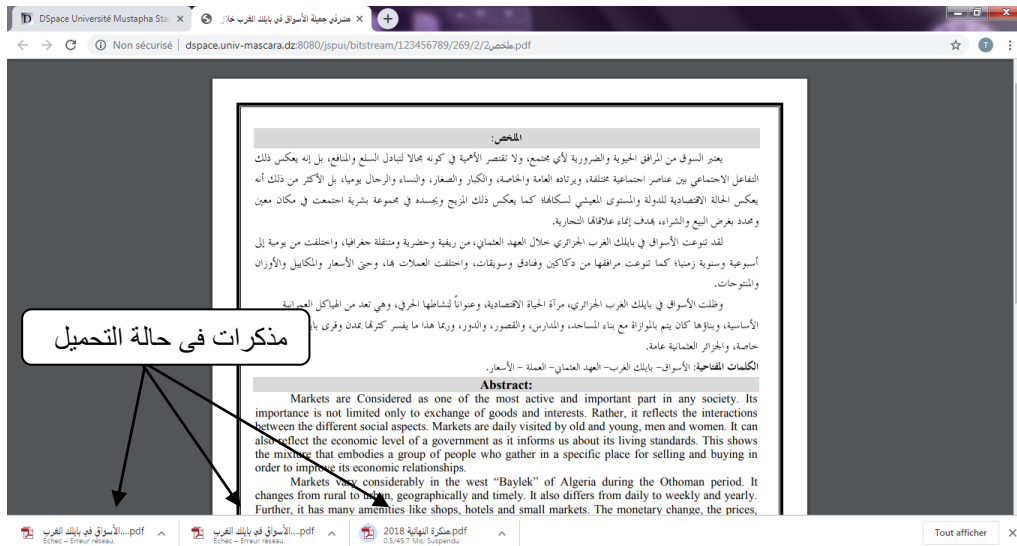 DSpace Université Mustapha Sta
مشرفي جميلة الأسواق في بايلك الغرب خلال
Non sécurisé | dspace.univ-mascara.dz:8080/jspui/bitstream/123456789/269/2/2ملخص.pdf
T
الملخص:
يعتبر السوق من المرافق الحيوية والضرورية لأي مجتمع، ولا تقتصر الأهمية في كونه مجالا لتبادل السلع والمنافع، بل إنه يعكس ذلك
التفاعل الاجتماعي بين عناصر اجتماعية مختلفة، ويرتاده العامة والخاصة، والكبار والصغار، والنساء والرجال يوميا، بل الأكثر من ذلك أنه
يعكس الحالة الاقتصادية للدولة والمستوى المعيشي لسكانها؛ كما يعكس ذلك المزيج ويجسده في مجموعة بشرية اجتمعت في مكان معين
ومحدد بغرض البيع والشراء، بهدف إنماء علاقاتها التجارية.
لقد تنوعت الأسواق في بايلك الغرب الجزائري خلال العهد العثماني، من ريفية وحضرية ومتنقلة جغرافيا، واختلفت من يومية إلى
أسبوعية وسنوية زمنيا؛ كما تنوعت مرافقها من دكاكين وفنادق وسويقات، واختلفت العملات بها، وحتى الأسعار والمكاييل والأوزان
والمنتوجات.
وظلت الأسواق في بايلك الغرب الجزائري، مرآة الحياة الاقتصادية، وعنواناً لنشاطها الحرفي، وهي تعد من الهياكل العمرانية
الأساسية، وبناؤها كان يتم بالموازاة مع بناء المساجد، والمدارس، والقصور، والدور، وربما هذا ما يفسر كثرتها بمدن وقرى
خاصة، والجزائر العثمانية عامة.
الكلمات المفتاحية: الأسواق– بايلك الغرب– العهد العثماني– العملة – الأسعار.
مذكرات فى حالة التحميل
Abstract:
Markets are Considered as one of the most active and important part in any society. Its
importance is not limited only to exchange of goods and interests. Rather, it reflects the interactions
between the different social aspects. Markets are daily visited by old and young, men and women. It can
also reflect the economic level of a government as it informs us about its living standards. This shows
the mixture that embodies a group of people who gather in a specific place for selling and buying in
order to improve its economic relationships.
Markets vary considerably in the west “Baylek” of Algeria during the Othoman period. It
changes from rural to urban, geographically and timely. It also differs from daily to weekly and yearly.
Further, it has many amenities like shops, hotels and small markets. The monetary change, the prices,
الأسواق في بايلك الغرب....pdf
Échec – Erreur réseau.
الأسواق في بايلك الغرب....pdf
Échec – Erreur réseau.
مذكرة النهائية 2018.pdf
0,5/45,7 Mo, Suspendu
Tout afficher